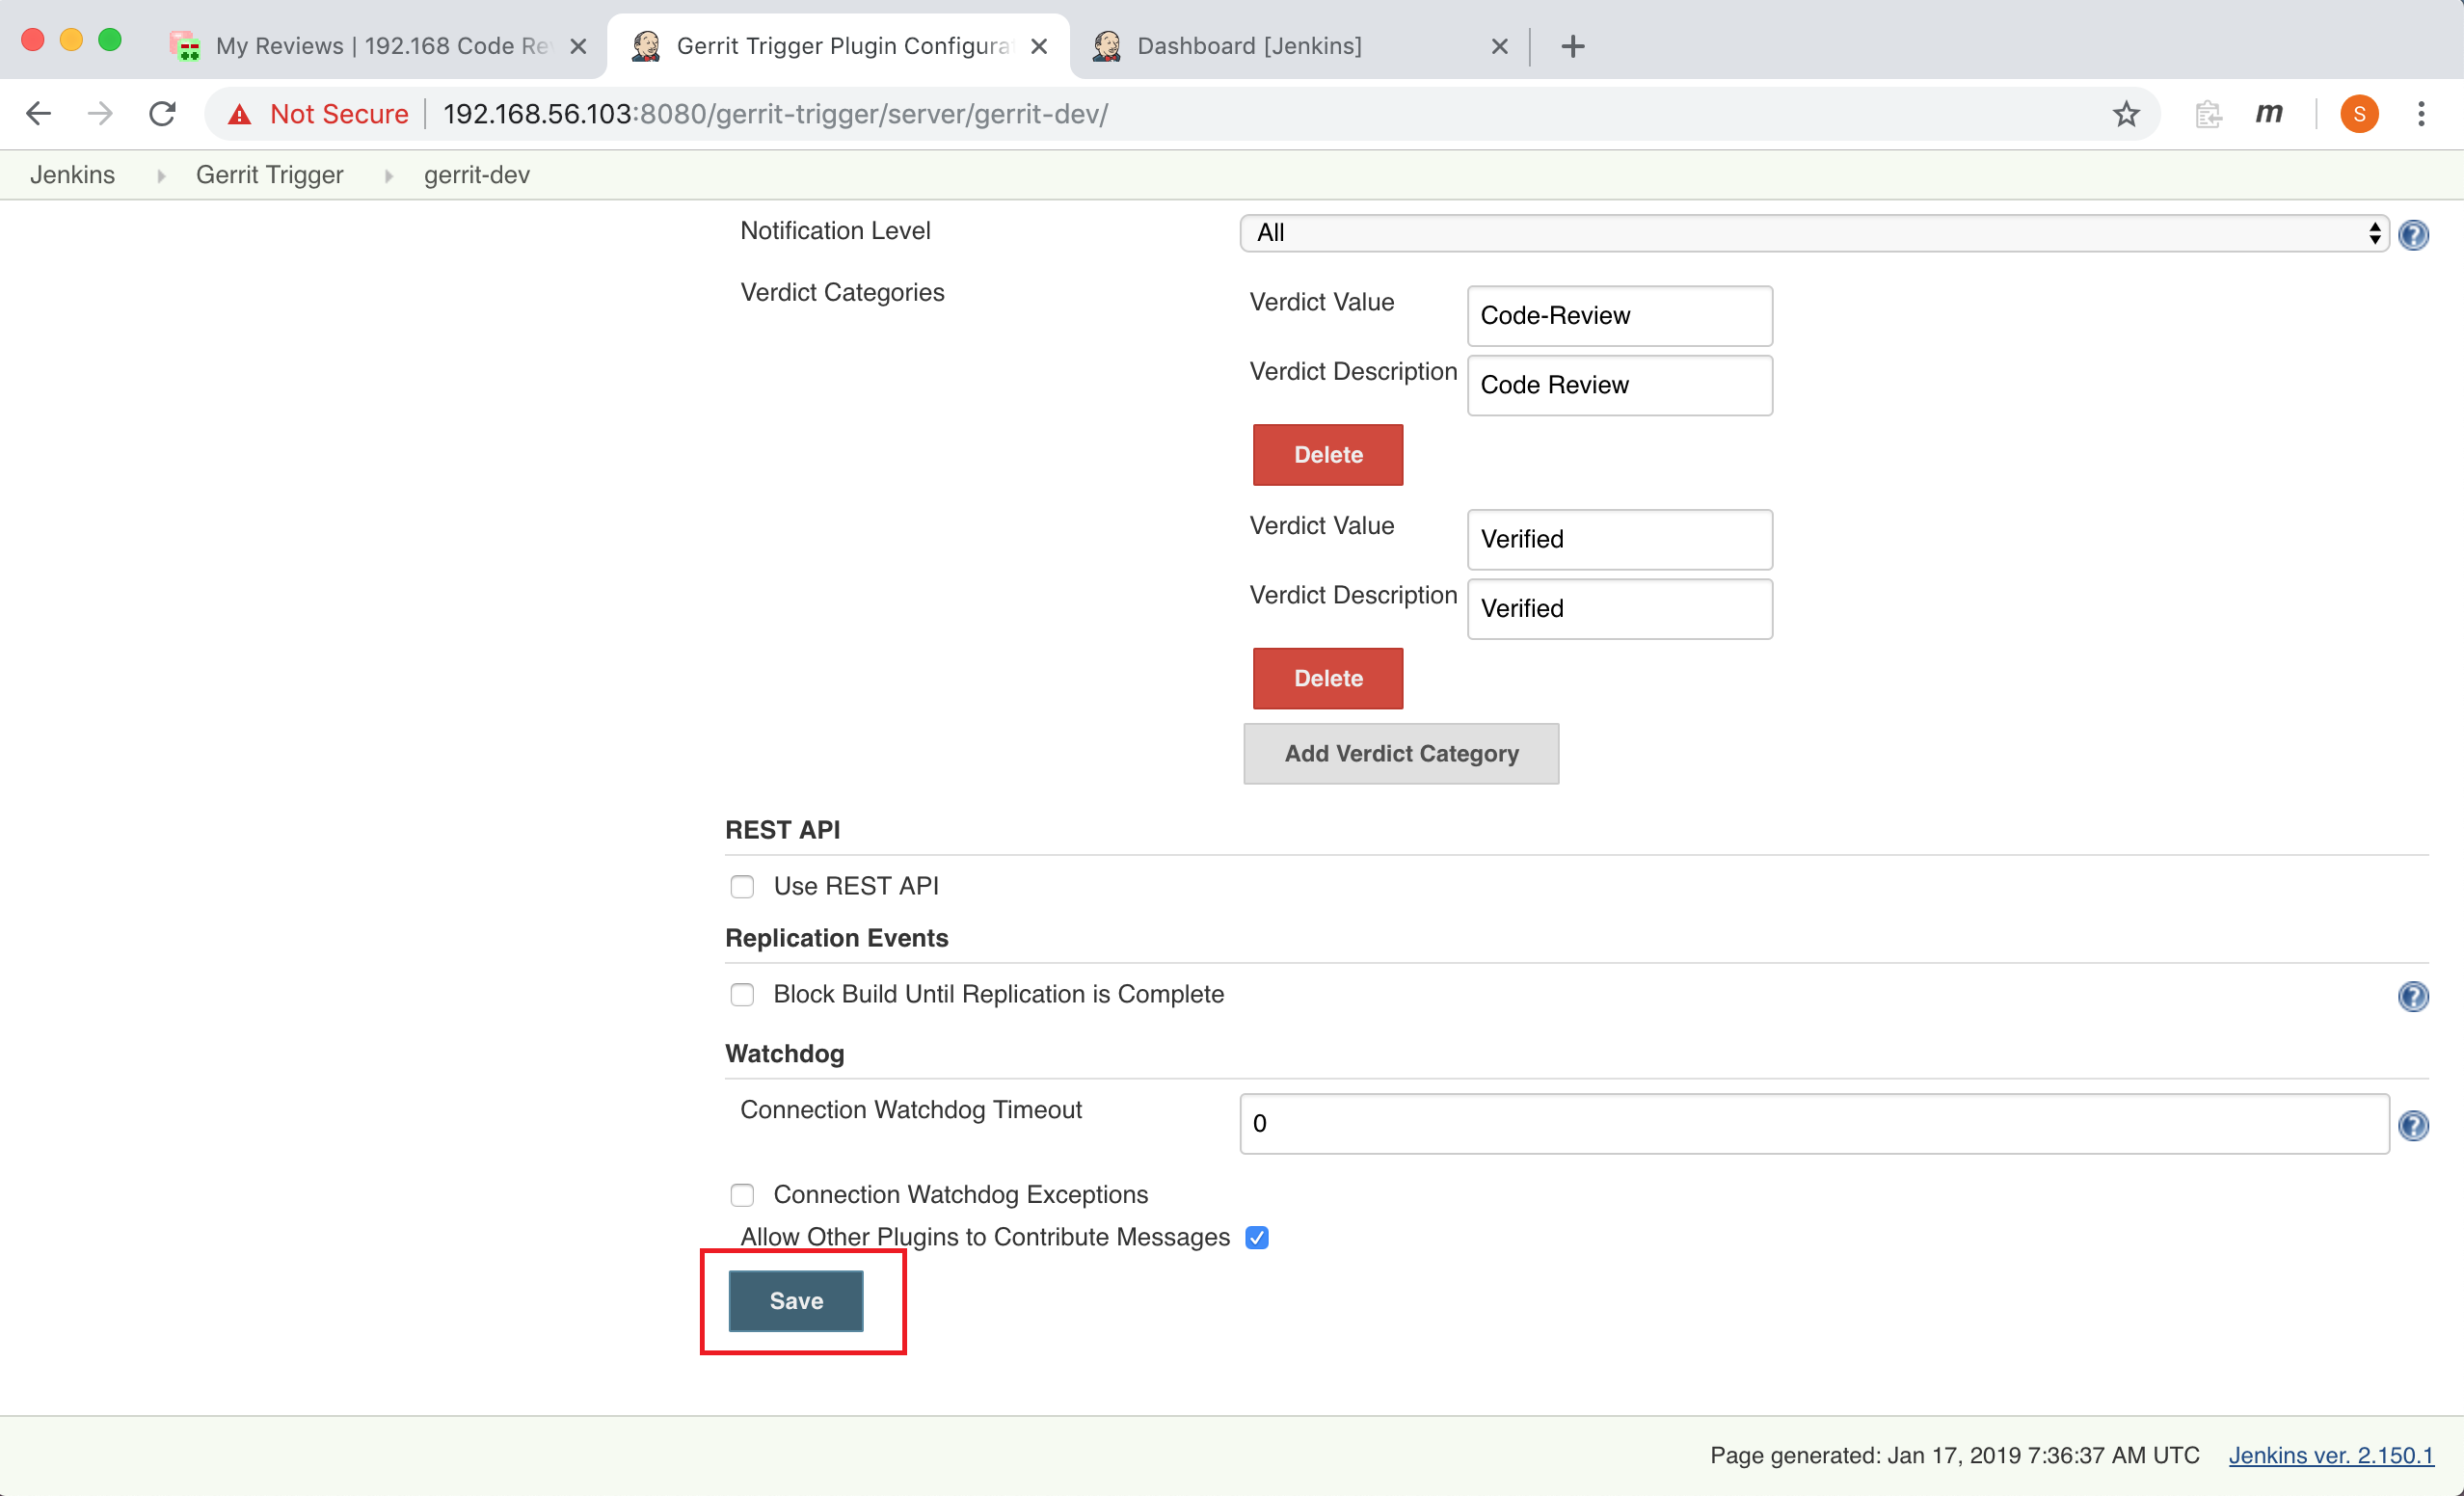 My Reviews | 192.168 Code Re
Gerrit Trigger Plugin Configura
Dashboard [Jenkins]
Not Secure 192.168.56.103:8080/gerrit-trigger/server/gerrit-dev/
m
S
Jenkins Gerrit Trigger gerrit-dev
Notification Level All
Verdict Categories
Verdict Value Code-Review
Verdict Description Code Review
Delete
Verdict Value Verified
Verdict Description Verified
Delete
Add Verdict Category
REST API
Use REST API
Replication Events
Block Build Until Replication is Complete
Watchdog
Connection Watchdog Timeout 0
Connection Watchdog Exceptions
Allow Other Plugins to Contribute Messages
Save
Page generated: Jan 17, 2019 7:36:37 AM UTC Jenkins ver. 2.150.1